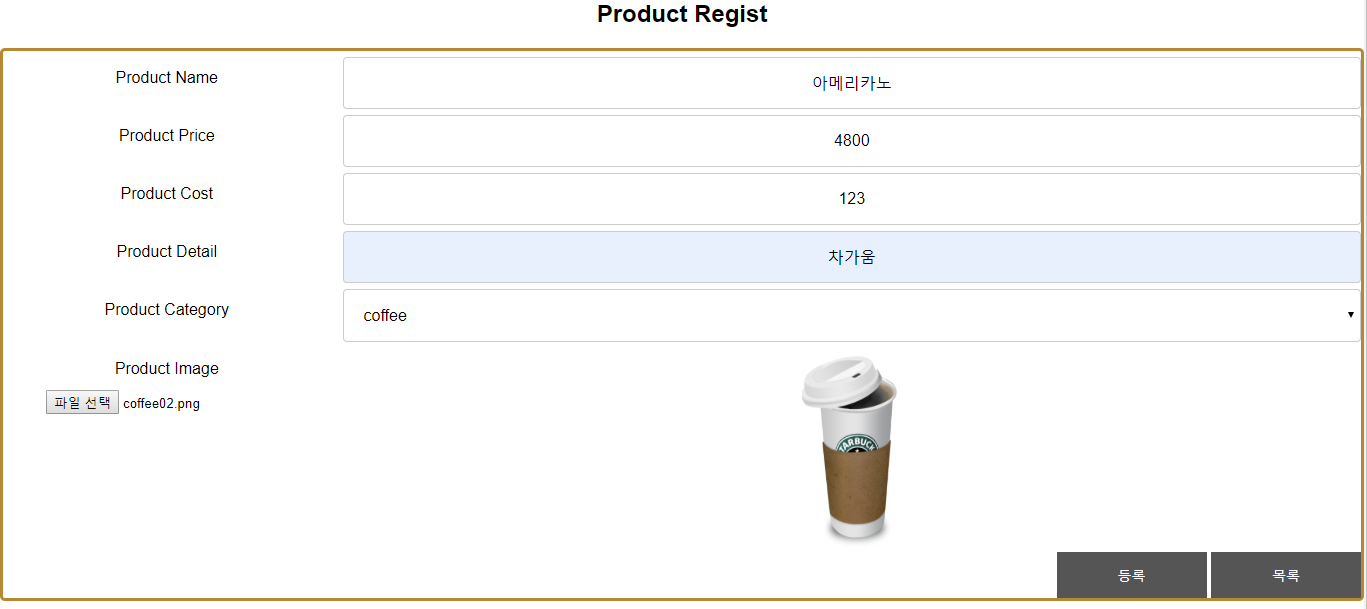 Product Regist
Product Name
아메리카노
Product Price
4800
Product Cost
123
Product Detail
차가움
Product Category
coffee
Product Image
파일 선택 coffee02.png
TARBUCK
등록
목록